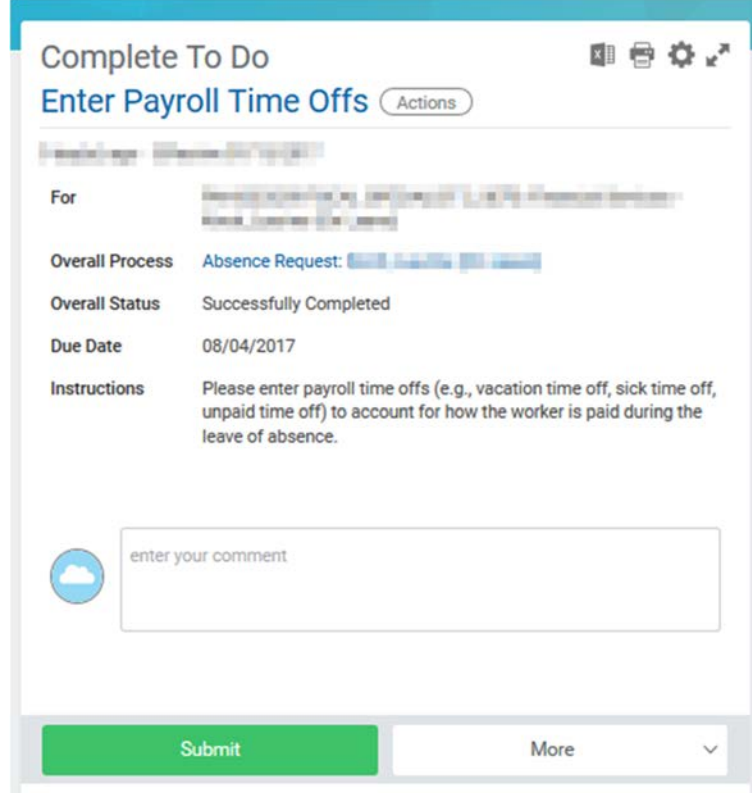 Complete To Do
Enter Payroll Time Offs Actions
For
Overall Process Absence Request:
Overall Status Successfully Completed
Due Date 08/04/2017
Instructions Please enter payroll time offs (e.g., vacation time off, sick time off,
unpaid time off) to account for how the worker is paid during the
leave of absence.
enter your comment
Submit More